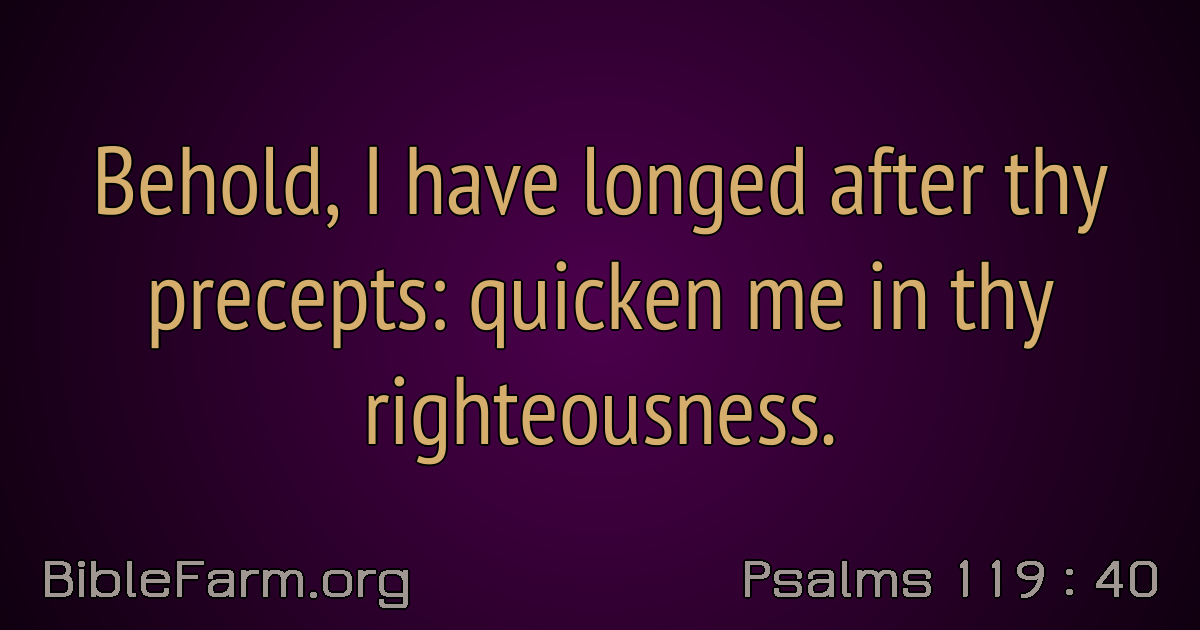 Behold, I have longed after thy
precepts: quicken me in thy
righteousness.
BibleFarm.org
Psalms 119 : 40